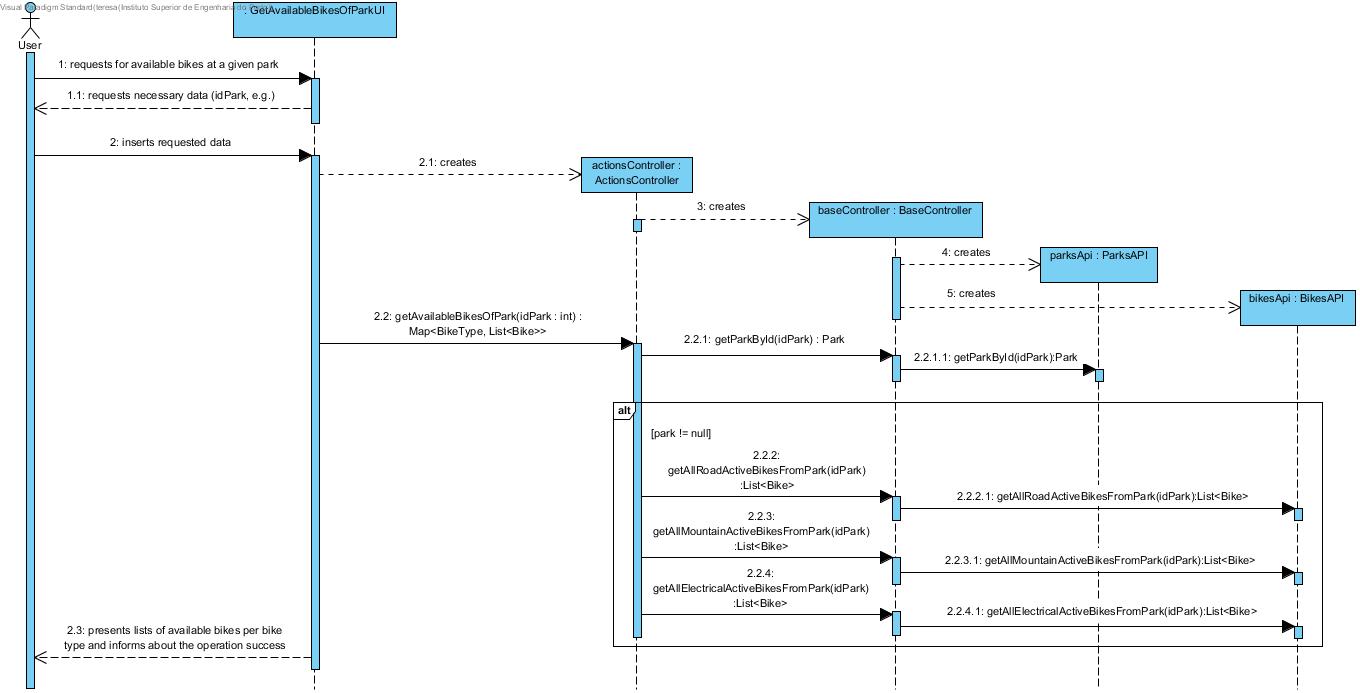 Visual Paradigm Standard(teresa(Instituto Superior de Engenharia do
: GetAvailableBikesOfParkUI
User
1: requests for available bikes at a given park
1.1: requests necessary data (idPark, e.g.)
2: inserts requested data
2.1: creates
actionsController :
ActionsController
3: creates
baseController : BaseController
4: creates
parksApi : ParksAPI
5: creates
bikesApi : BikesAPI
2.2: getAvailableBikesOfPark(idPark : int) :
Map<BikeType, List<Bike>>
2.2.1: getParkById(idPark) : Park
2.2.1.1: getParkById(idPark):Park
alt
[park != null]
2.2.2:
getAllRoadActiveBikesFromPark(idPark)
:List<Bike>
2.2.2.1: getAllRoadActiveBikesFromPark(idPark):List<Bike>
2.2.3:
getAllMountainActiveBikesFromPark(idPark)
:List<Bike>
2.2.3.1: getAllMountainActiveBikesFromPark(idPark):List<Bike>
2.2.4:
getAllElectricalActiveBikesFromPark(idPark)
:List<Bike>
2.2.4.1: getAllElectricalActiveBikesFromPark(idPark):List<Bike>
2.3: presents lists of available bikes per bike
type and informs about the operation success